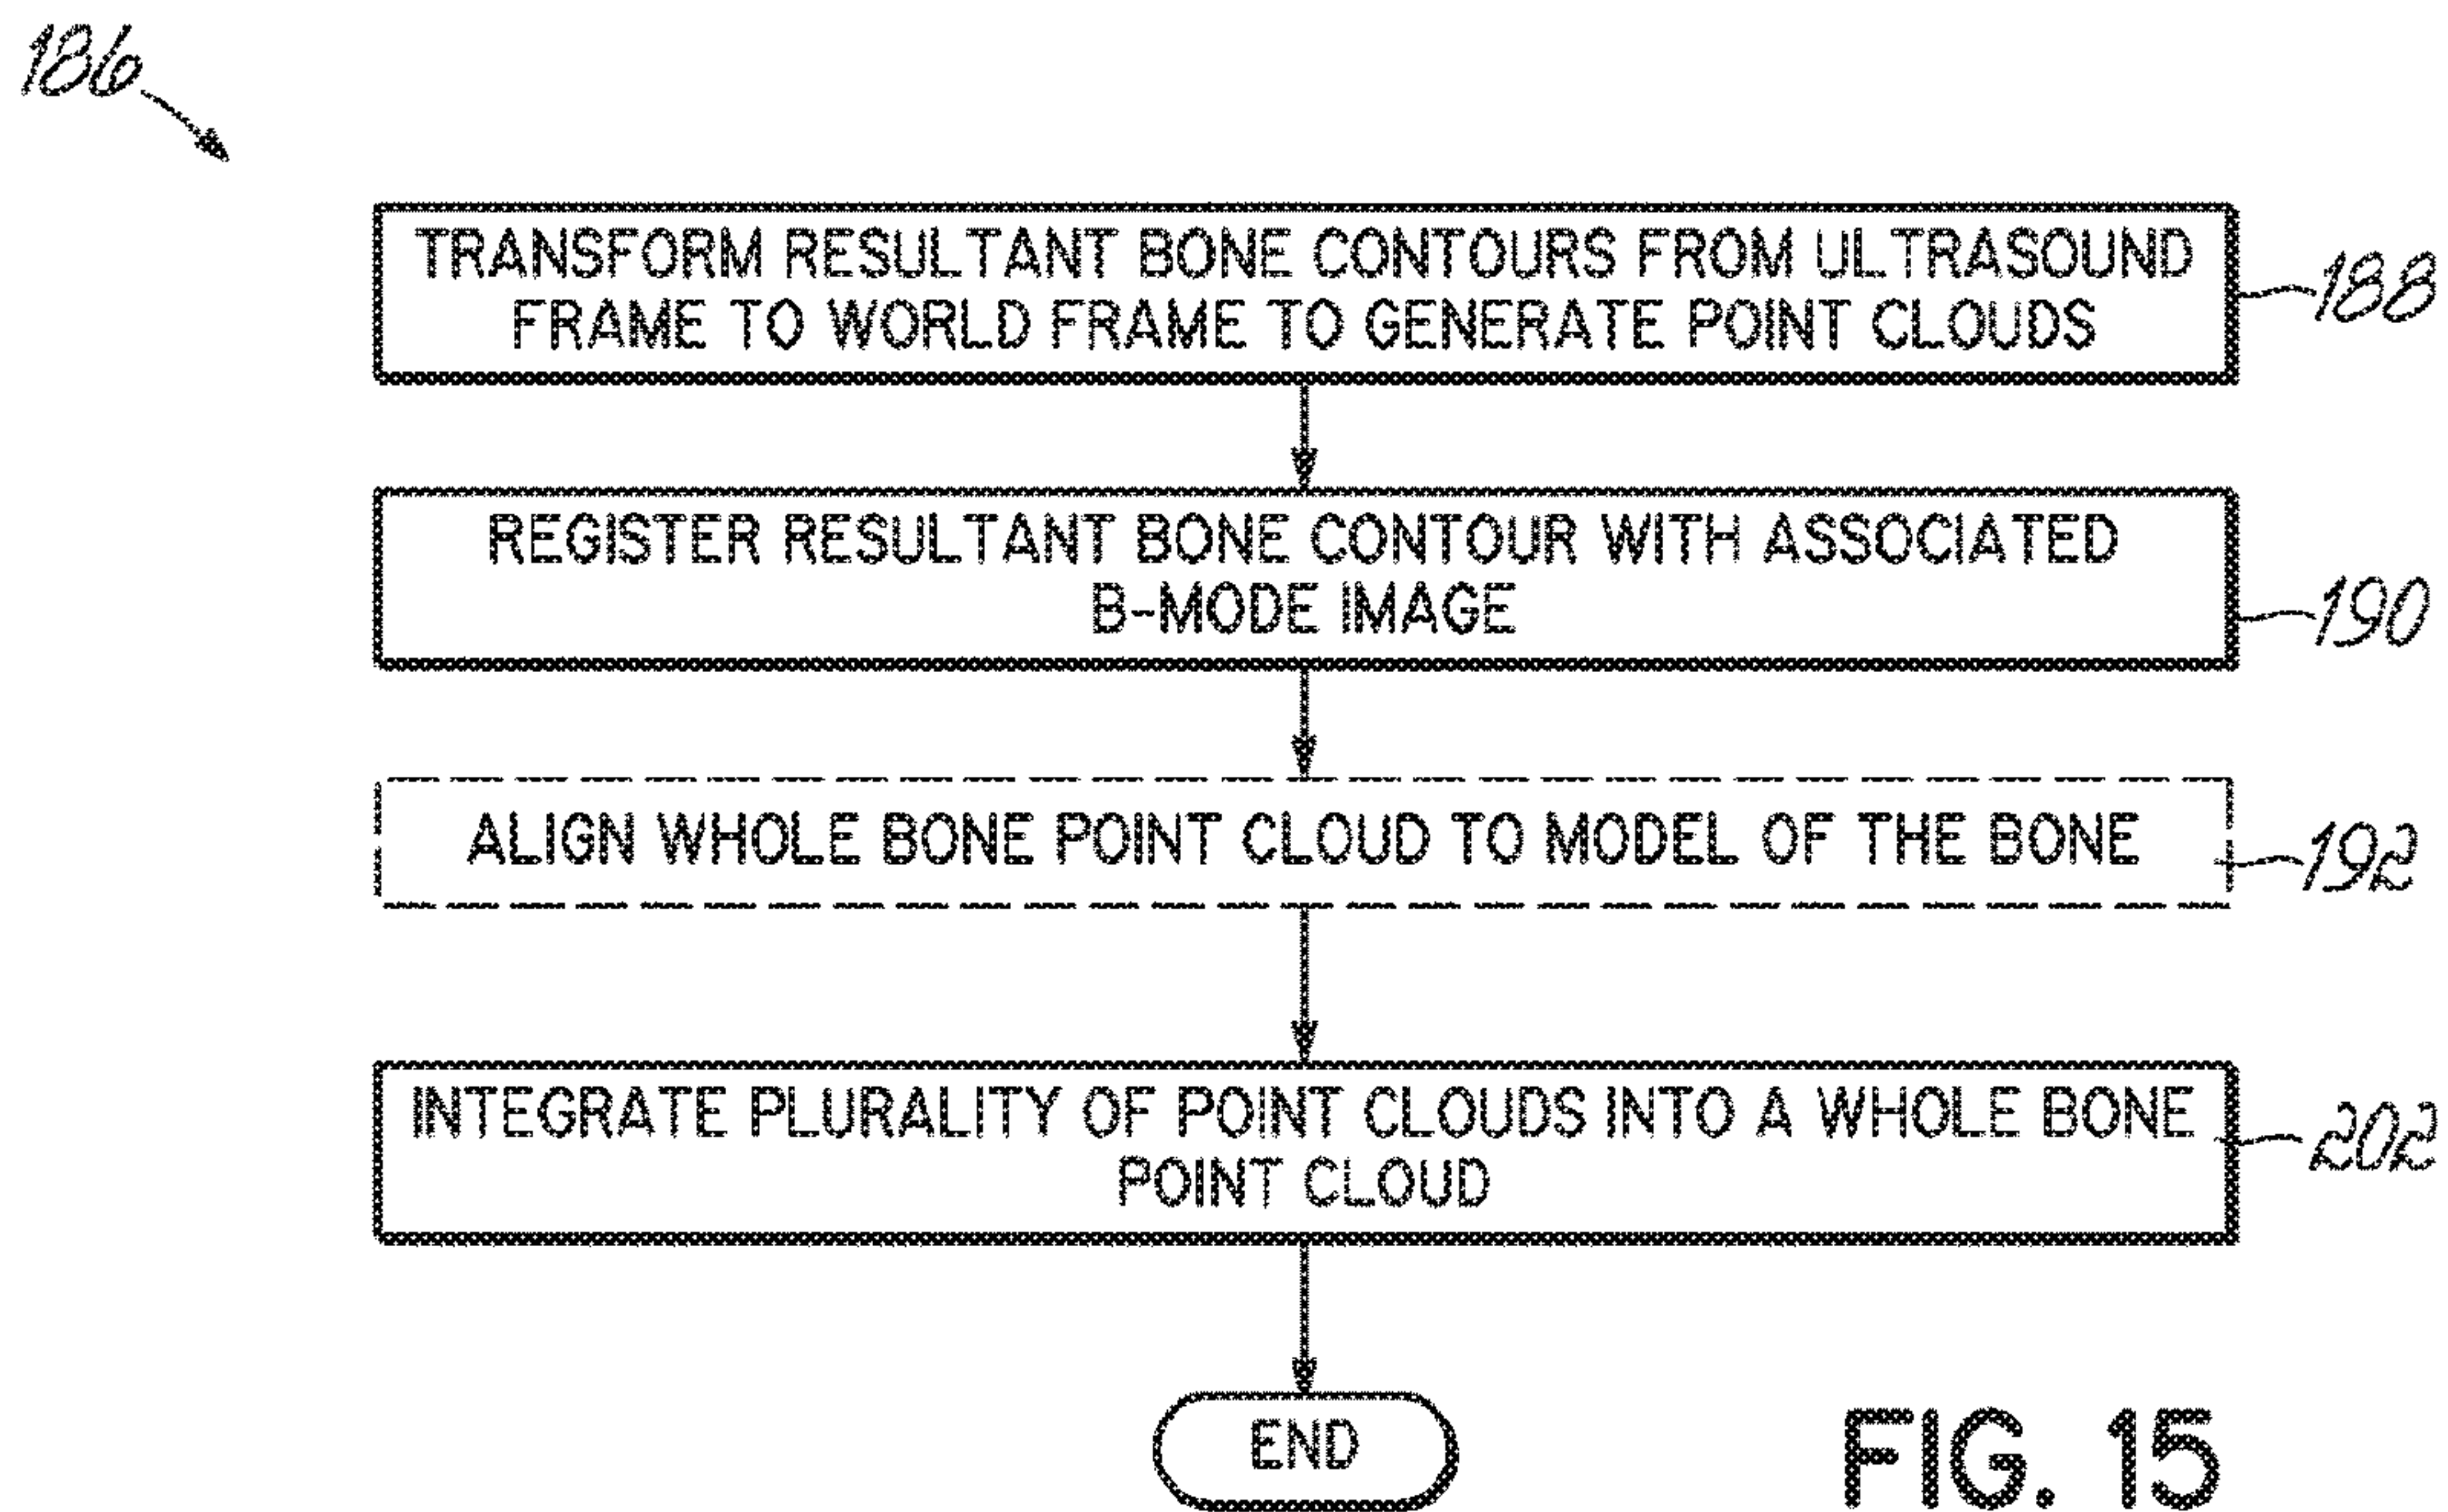 186
TRANSFORM RESULTANT BONE CONTOURS FROM ULTRASOUND
FRAME TO WORLD FRAME TO GENERATE POINT CLOUDS
188
REGISTER RESULTANT BONE CONTOUR WITH ASSOCIATED
B-MODE IMAGE
190
ALIGN WHOLE BONE POINT CLOUD TO MODEL OF THE BONE
192
INTEGRATE PLURALITY OF POINT CLOUDS INTO A WHOLE BONE
POINT CLOUD
202
END
FIG. 15